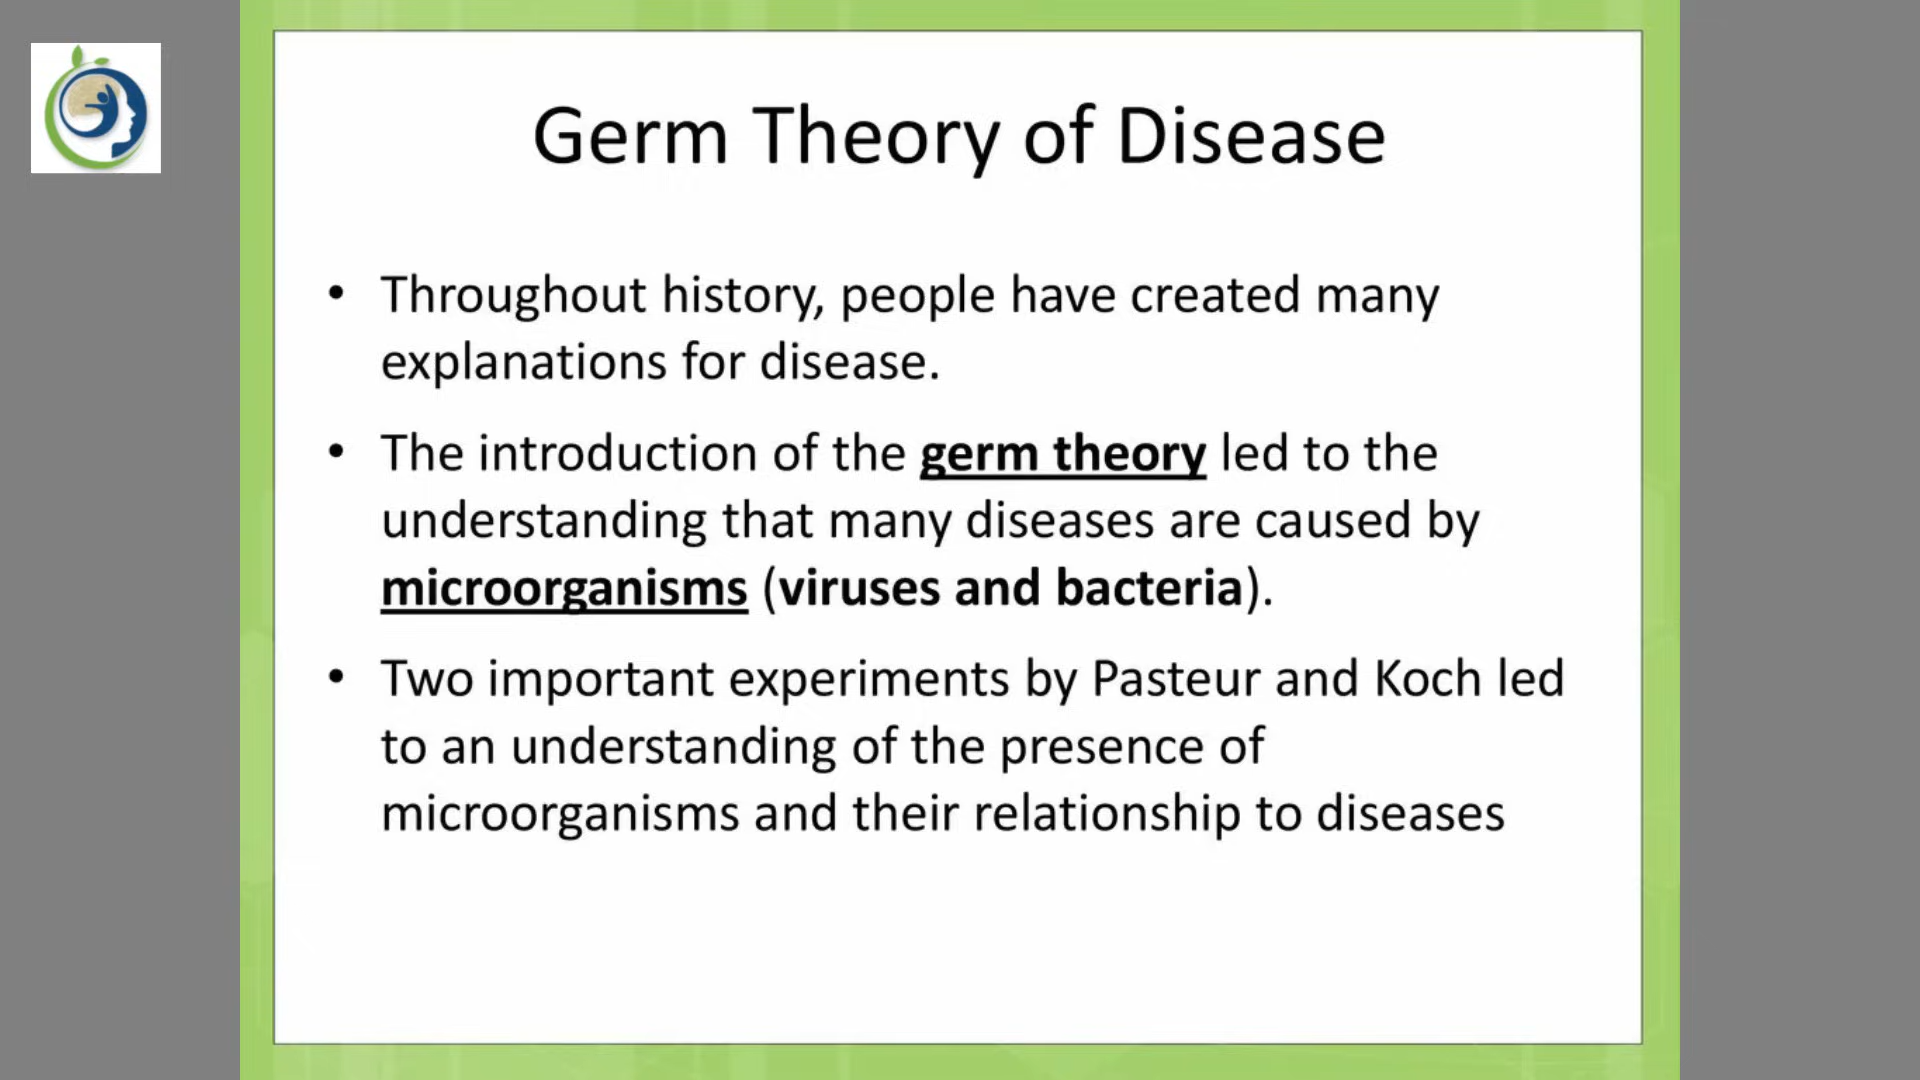 Germ Theory of Disease
• Throughout history, people have created many
explanations for disease.
• The introduction of the germ theory led to the
understanding that many diseases are caused by
microorganisms (viruses and bacteria).
• Two important experiments by Pasteur and Koch led
to an understanding of the presence of
microorganisms and their relationship to diseases